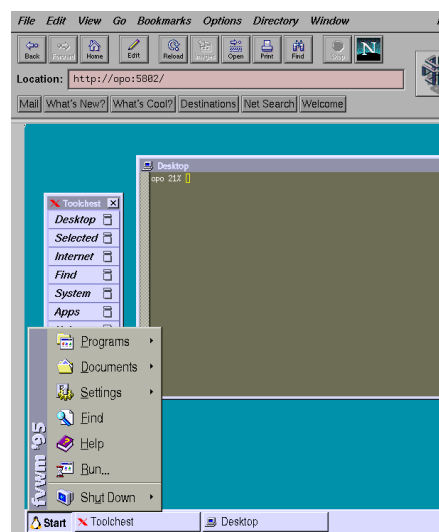 File Edit View Go Bookmarks Options Directory Window
Back Forward Home Edit Reload Images Open Print Find Stop N
Location: http://opo:5802/
Mail What's New? What's Cool? Destinations Net Search Welcome
Desktop
opo 21%
Toolchest
Desktop
Selected
Internet
Find
System
Apps
Programs
Documents
Settings
Find
Help
Run...
Shut Down
fvwm '95
Start Toolchest Desktop